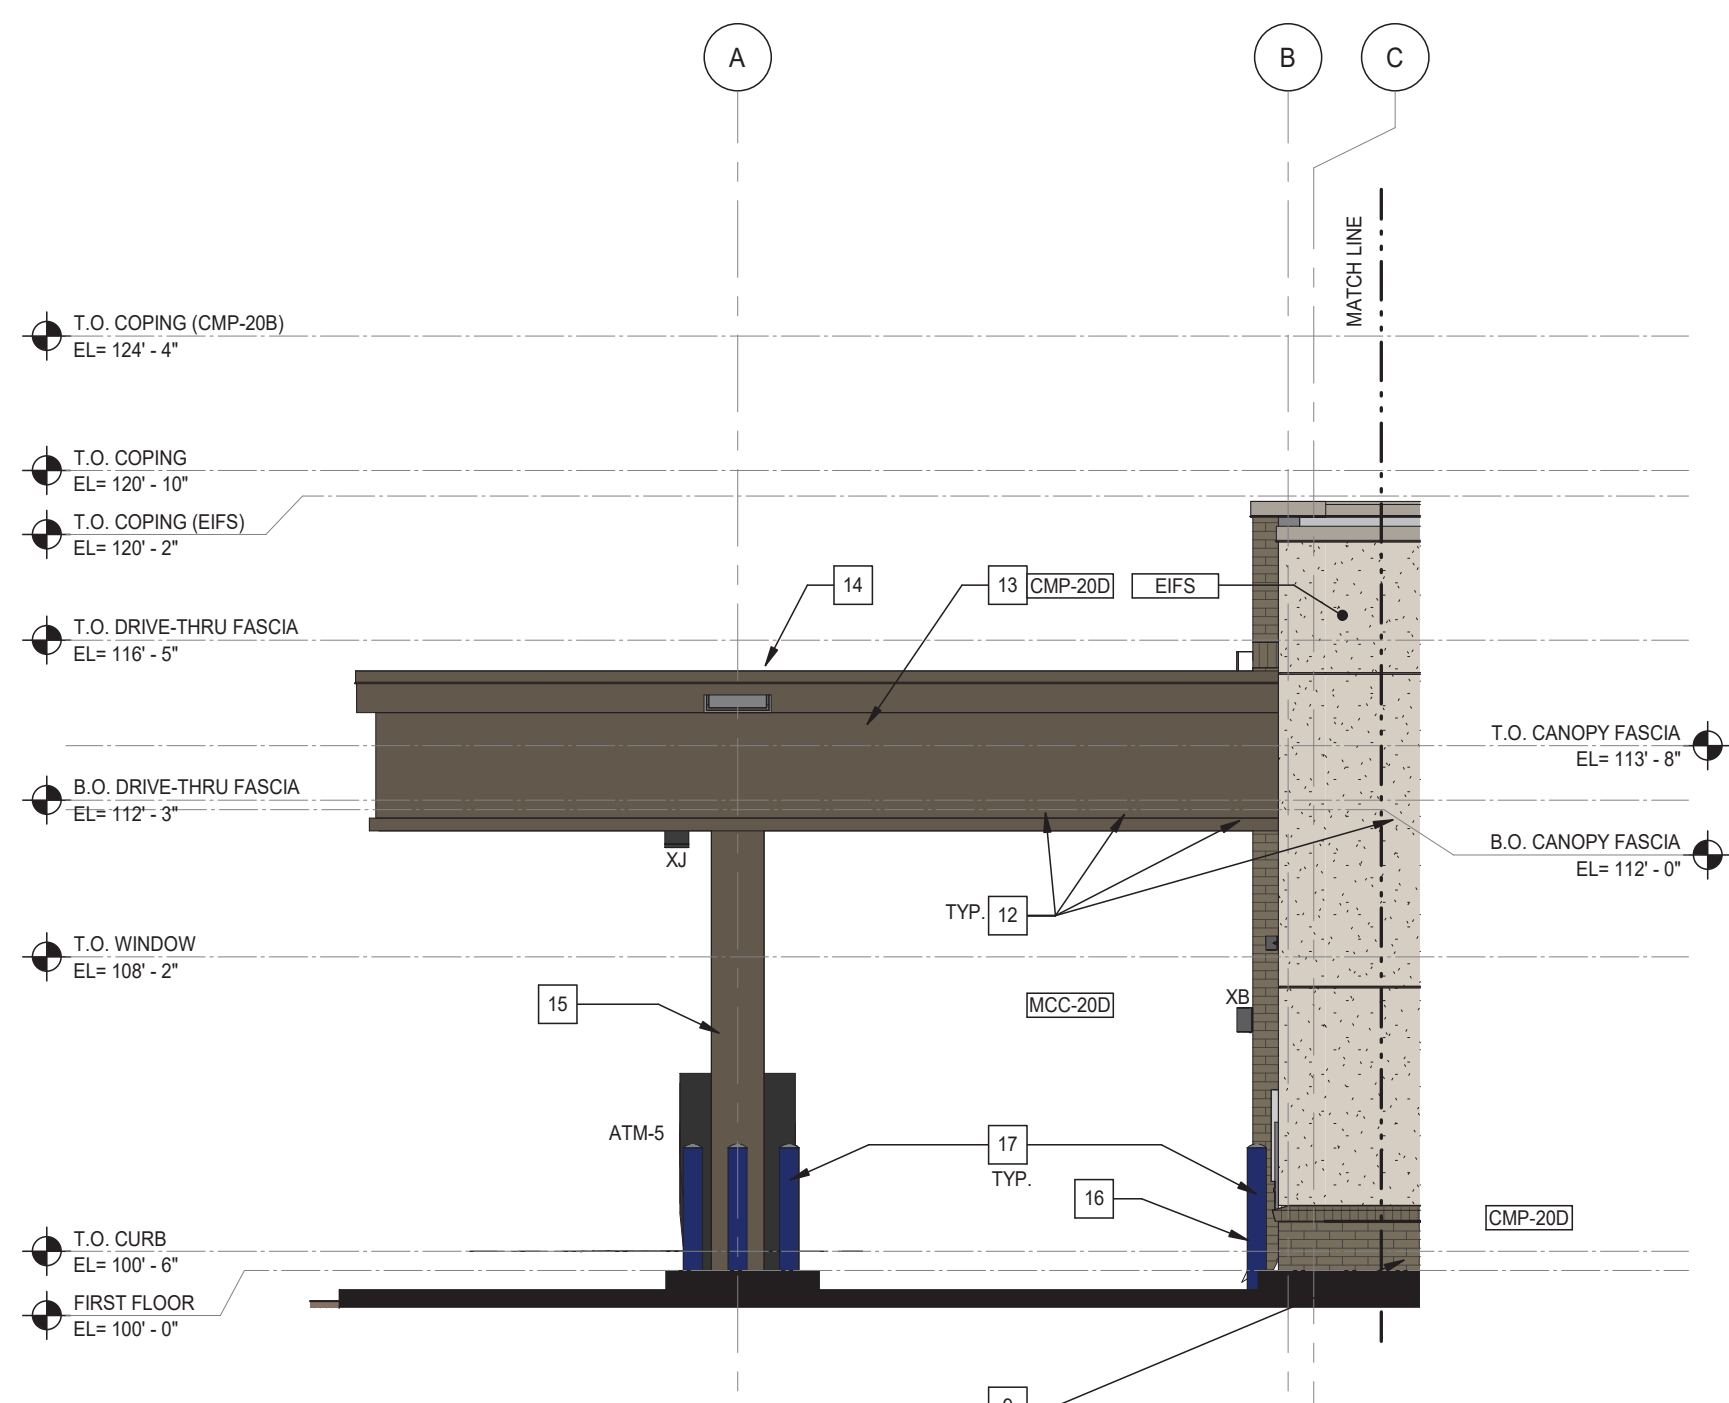 A
B
C
MATCH LINE
T.O. COPING (CMP-20B)
EL= 124' - 4"
T.O. COPING
EL= 120' - 10"
T.O. COPING (EIFS)
EL= 120' - 2"
14
13 CMP-20D
EIFS
T.O. DRIVE-THRU FASCIA
EL= 116' - 5"
T.O. CANOPY FASCIA
EL= 113' - 8"
B.O. DRIVE-THRU FASCIA
EL= 112' - 3"
B.O. CANOPY FASCIA
EL= 112' - 0"
XJ
TYP. 12
T.O. WINDOW
EL= 108' - 2"
15
MCC-20D
XB
ATM-5
17
TYP.
16
CMP-20D
T.O. CURB
EL= 100' - 6"
FIRST FLOOR
EL= 100' - 0"